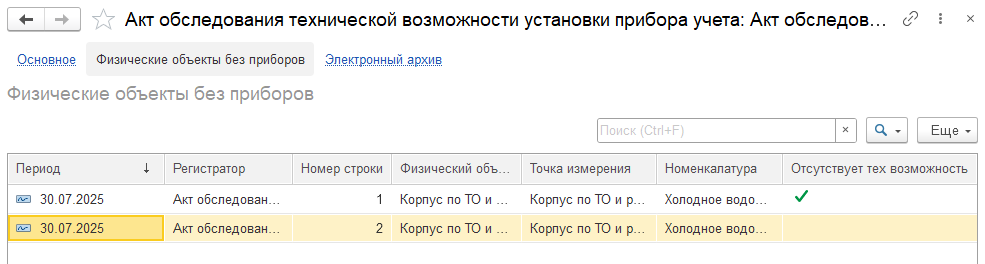 Акт обследования технической возможности установки прибора учета: Акт обследов...
Основное Физические объекты без приборов Электронный архив
Физические объекты без приборов
Поиск (Ctrl+F) × Еще
Период ↓ Регистратор Номер строки Физический объ... Точка измерения Номенкалатура Отсутствует тех возможность
30.07.2025 Акт обследован... 1 Корпус по ТО и ... Корпус по ТО и р... Холодное водо...
30.07.2025 Акт обследован... 2 Корпус по ТО и ... Корпус по ТО и р... Холодное водо...